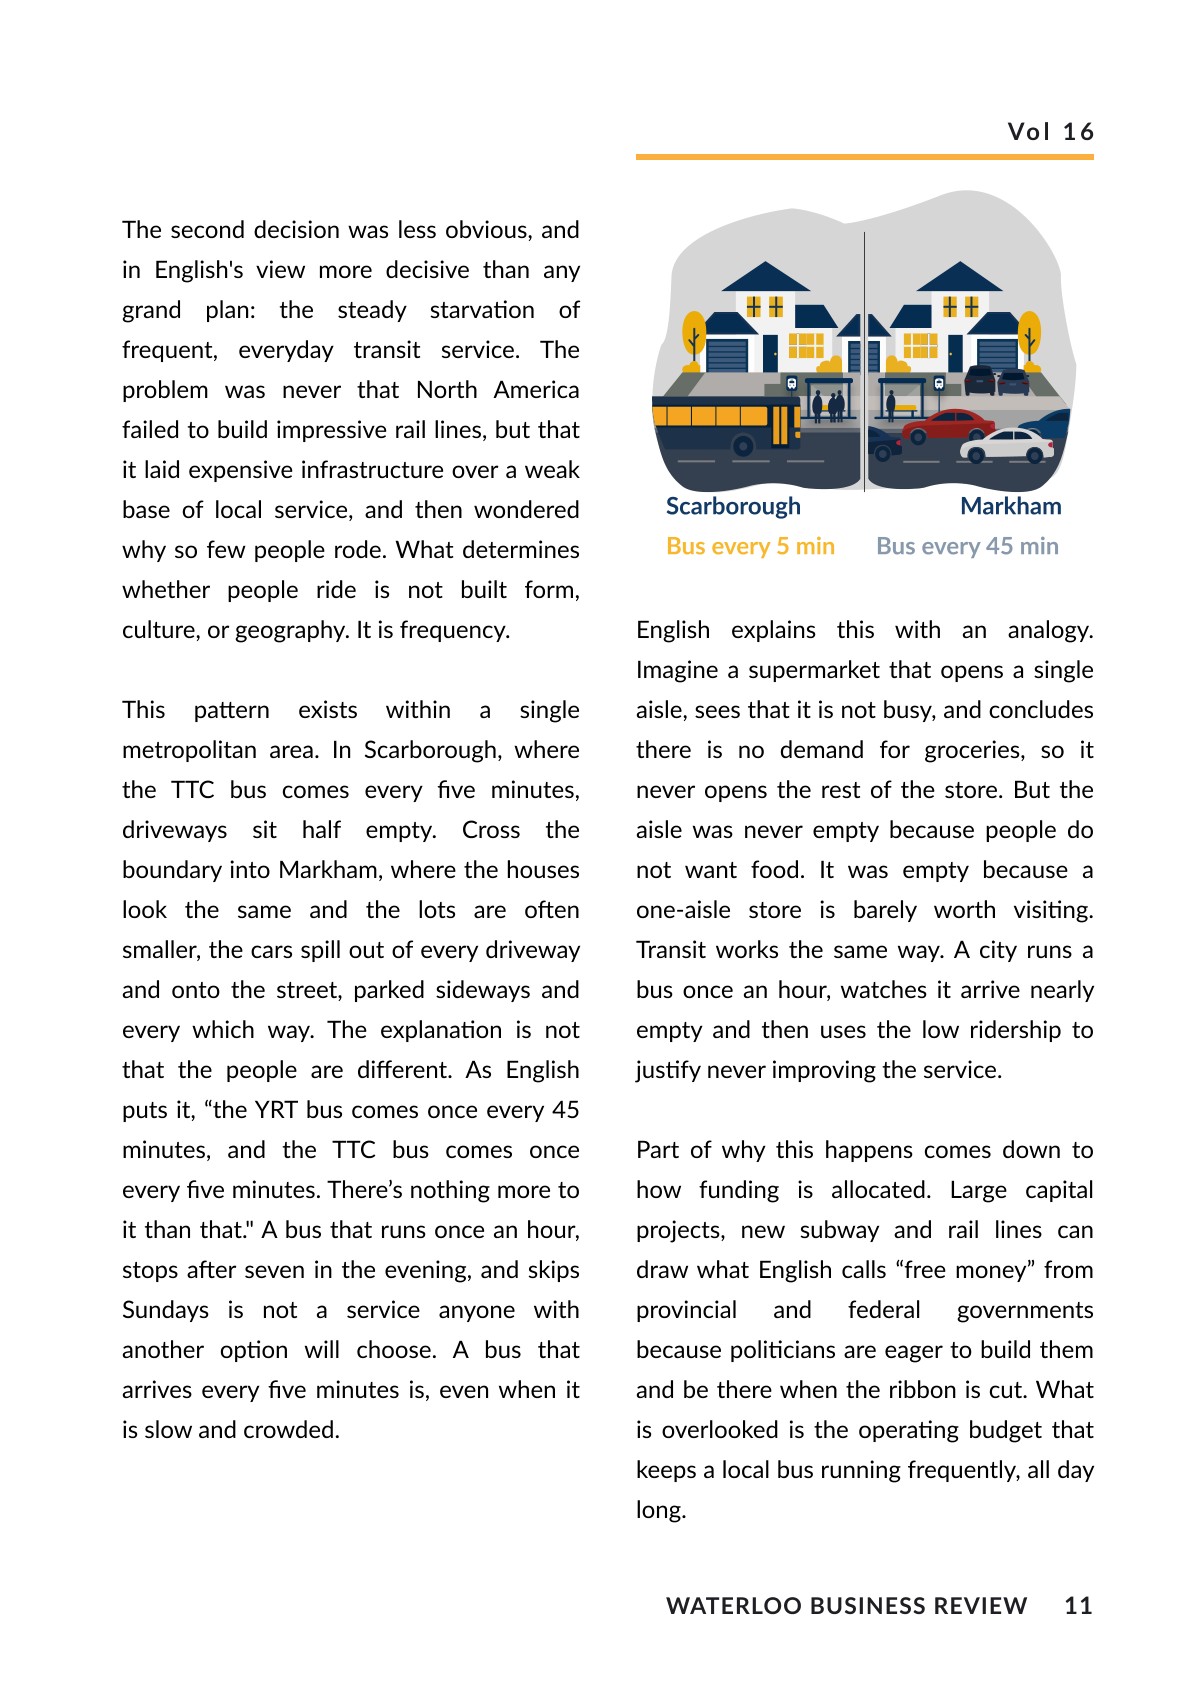 Vol 16
The second decision was less obvious, and
in English's view more decisive than any
grand plan: the steady starvation of
frequent, everyday transit service. The
problem was never that North America
failed to build impressive rail lines, but that
it laid expensive infrastructure over a weak
base of local service, and then wondered
why so few people rode. What determines
whether people ride is not built form,
culture, or geography. It is frequency.
This pattern exists within a single
metropolitan area. In Scarborough, where
the TTC bus comes every five minutes,
driveways sit half empty. Cross the
boundary into Markham, where the houses
look the same and the lots are often
smaller, the cars spill out of every driveway
and onto the street, parked sideways and
every which way. The explanation is not
that the people are different. As English
puts it, “the YRT bus comes once every 45
minutes, and the TTC bus comes once
every five minutes. There’s nothing more to
it than that." A bus that runs once an hour,
stops after seven in the evening, and skips
Sundays is not a service anyone with
another option will choose. A bus that
arrives every five minutes is, even when it
is slow and crowded.
Scarborough
Bus every 5 min
Markham
Bus every 45 min
English explains this with an analogy.
Imagine a supermarket that opens a single
aisle, sees that it is not busy, and concludes
there is no demand for groceries, so it
never opens the rest of the store. But the
aisle was never empty because people do
not want food. It was empty because a
one-aisle store is barely worth visiting.
Transit works the same way. A city runs a
bus once an hour, watches it arrive nearly
empty and then uses the low ridership to
justify never improving the service.
Part of why this happens comes down to
how funding is allocated. Large capital
projects, new subway and rail lines can
draw what English calls “free money” from
provincial and federal governments
because politicians are eager to build them
and be there when the ribbon is cut. What
is overlooked is the operating budget that
keeps a local bus running frequently, all day
long.
WATERLOO BUSINESS REVIEW 11